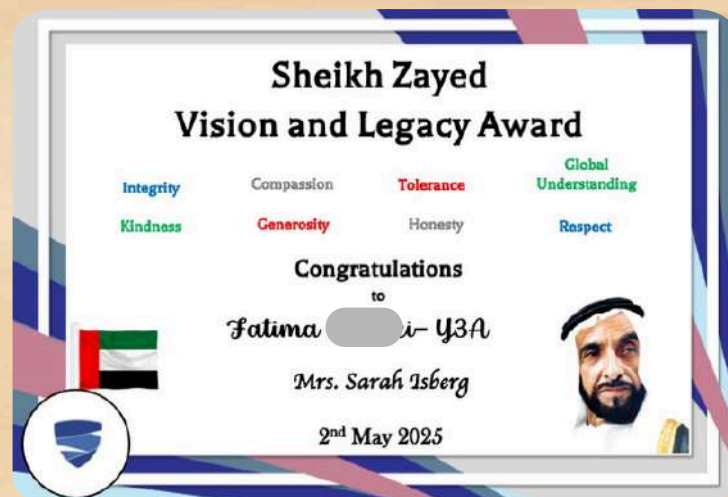 Sheikh Zayed
Vision and Legacy Award
Integrity Compassion Tolerance Global Understanding
Kindness Generosity Honesty Respect
Congratulations
to
Fatima – Y3A
Mrs. Sarah Isberg
2nd May 2025